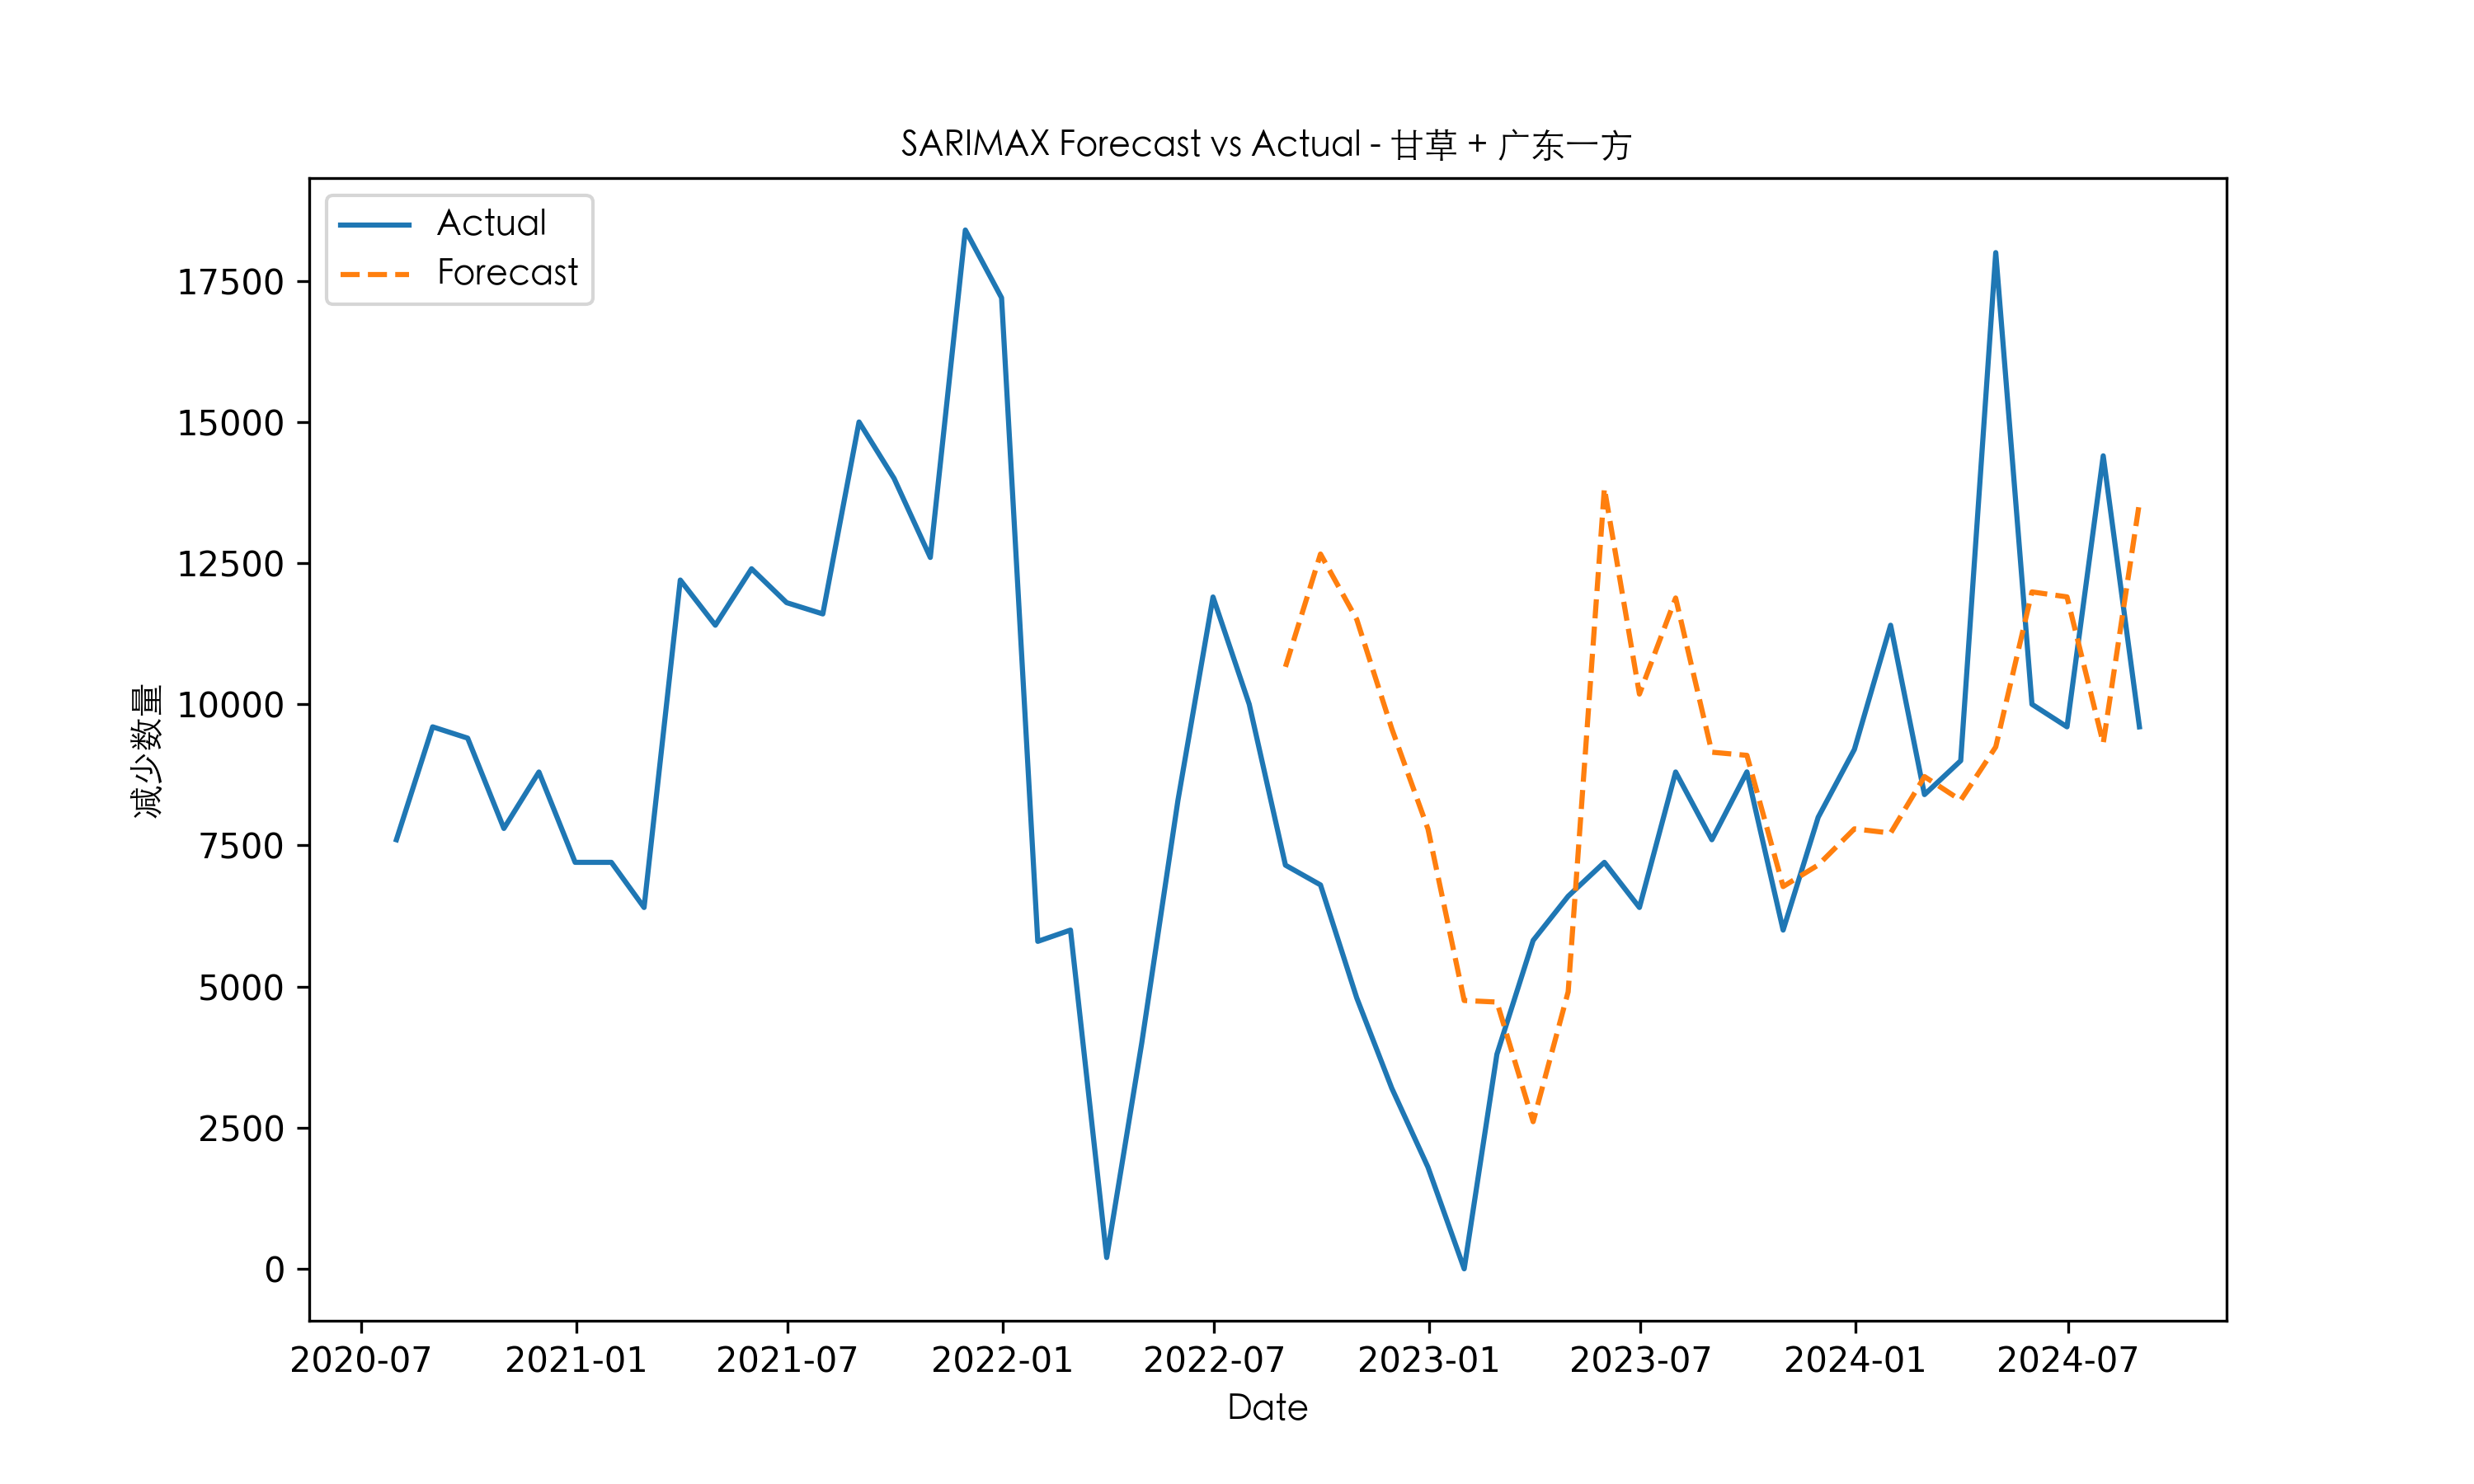 SARIMAX Forecast vs Actual - 甘草 + 广东一方
Actual
Forecast
17500
15000
12500
10000
7500
5000
2500
0
减少数量
2020-07 2021-01 2021-07 2022-01 2022-07 2023-01 2023-07 2024-01 2024-07
Date